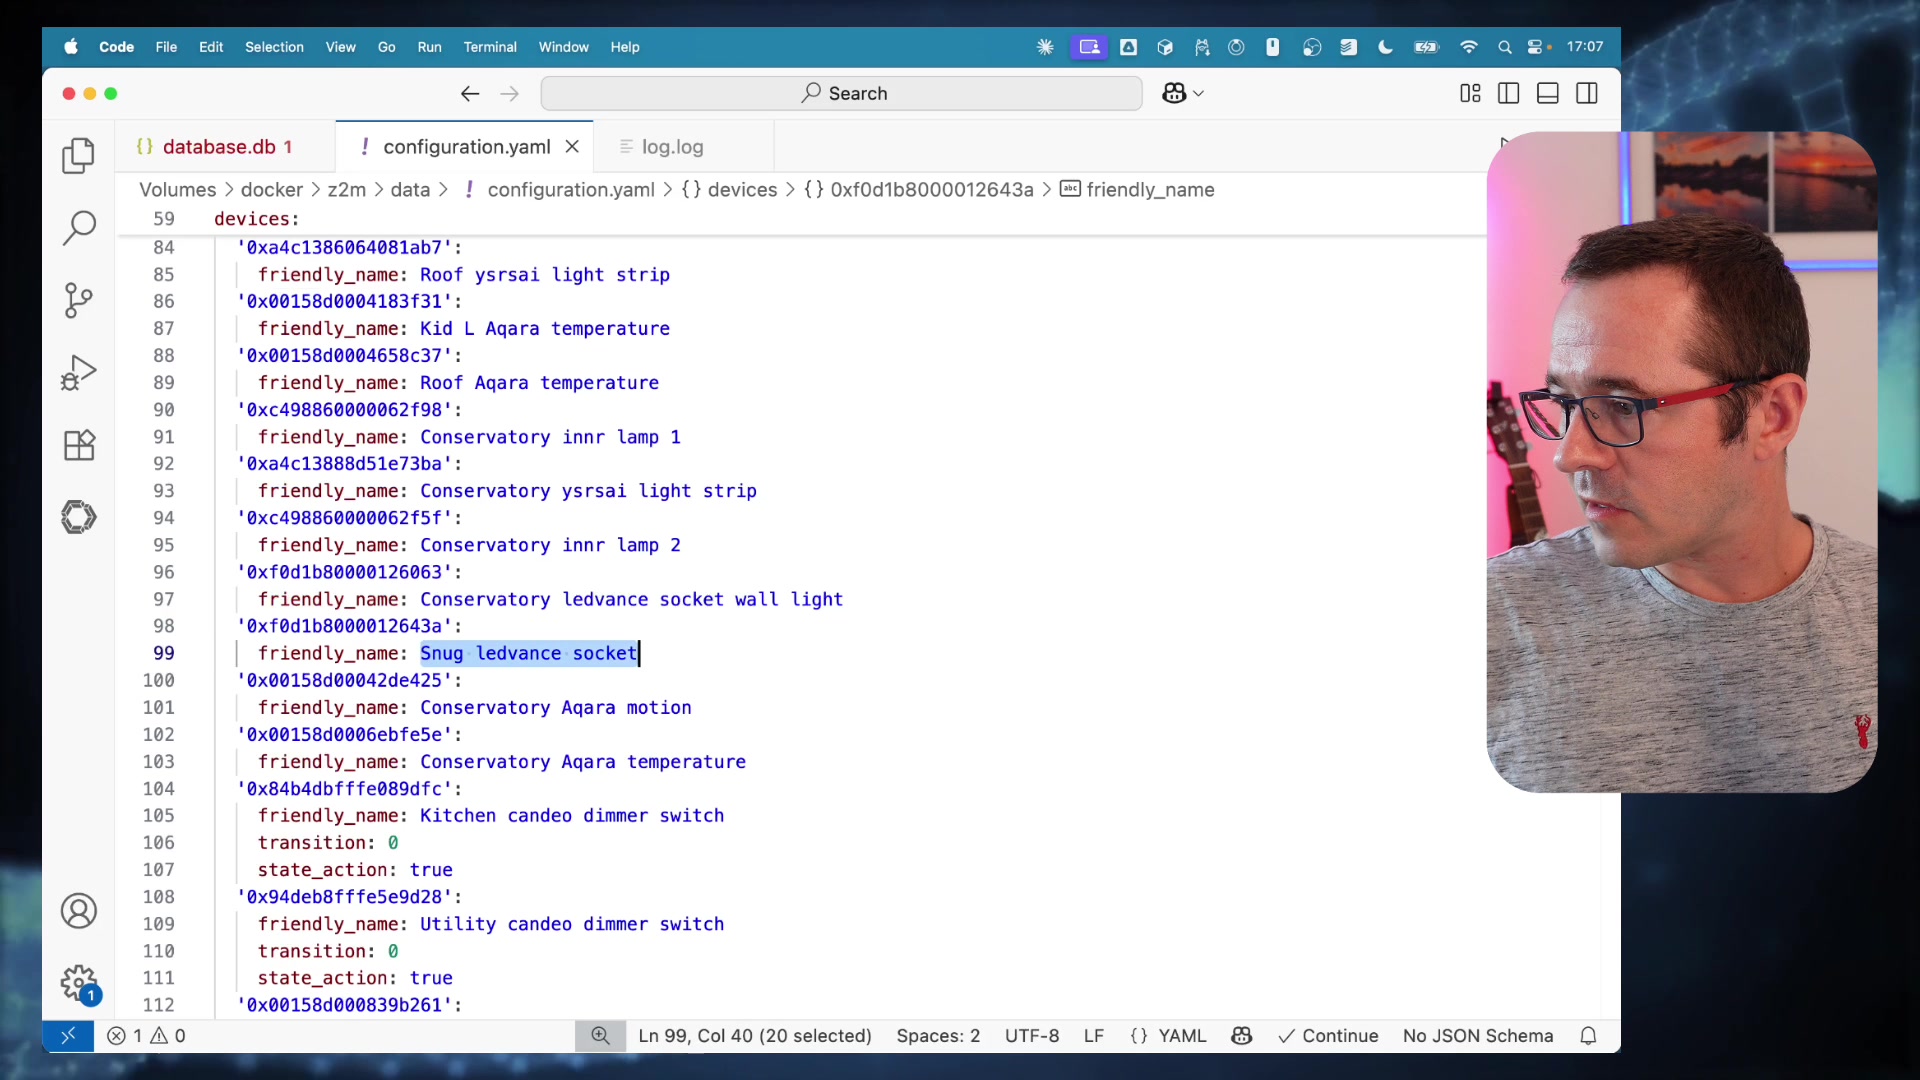 Code File Edit Selection View Go Run Terminal Window Help 17:07
Search
{} database.db 1 ! configuration.yaml log.log
Volumes > docker > z2m > data > ! configuration.yaml > {} devices > {} 0xf0d1b8000012643a > abc friendly_name
59 devices:
84 '0xa4c1386064081ab7':
85 friendly_name: Roof ysrsai light strip
86 '0x00158d0004183f31':
87 friendly_name: Kid L Aqara temperature
88 '0x00158d0004658c37':
89 friendly_name: Roof Aqara temperature
90 '0xc498860000062f98':
91 friendly_name: Conservatory innr lamp 1
92 '0xa4c13888d51e73ba':
93 friendly_name: Conservatory ysrsai light strip
94 '0xc498860000062f5f':
95 friendly_name: Conservatory innr lamp 2
96 '0xf0d1b80000126063':
97 friendly_name: Conservatory ledvance socket wall light
98 '0xf0d1b8000012643a':
99 friendly_name: Snug ledvance socket
100 '0x00158d00042de425':
101 friendly_name: Conservatory Aqara motion
102 '0x00158d0006ebfe5e':
103 friendly_name: Conservatory Aqara temperature
104 '0x84b4dbfffe089dfc':
105 friendly_name: Kitchen candeo dimmer switch
106 transition: 0
107 state_action: true
108 '0x94deb8fffe5e9d28':
109 friendly_name: Utility candeo dimmer switch
110 transition: 0
111 state_action: true
112 '0x00158d000839b261':
1
1 0 Ln 99, Col 40 (20 selected) Spaces: 2 UTF-8 LF {} YAML Continue No JSON Schema